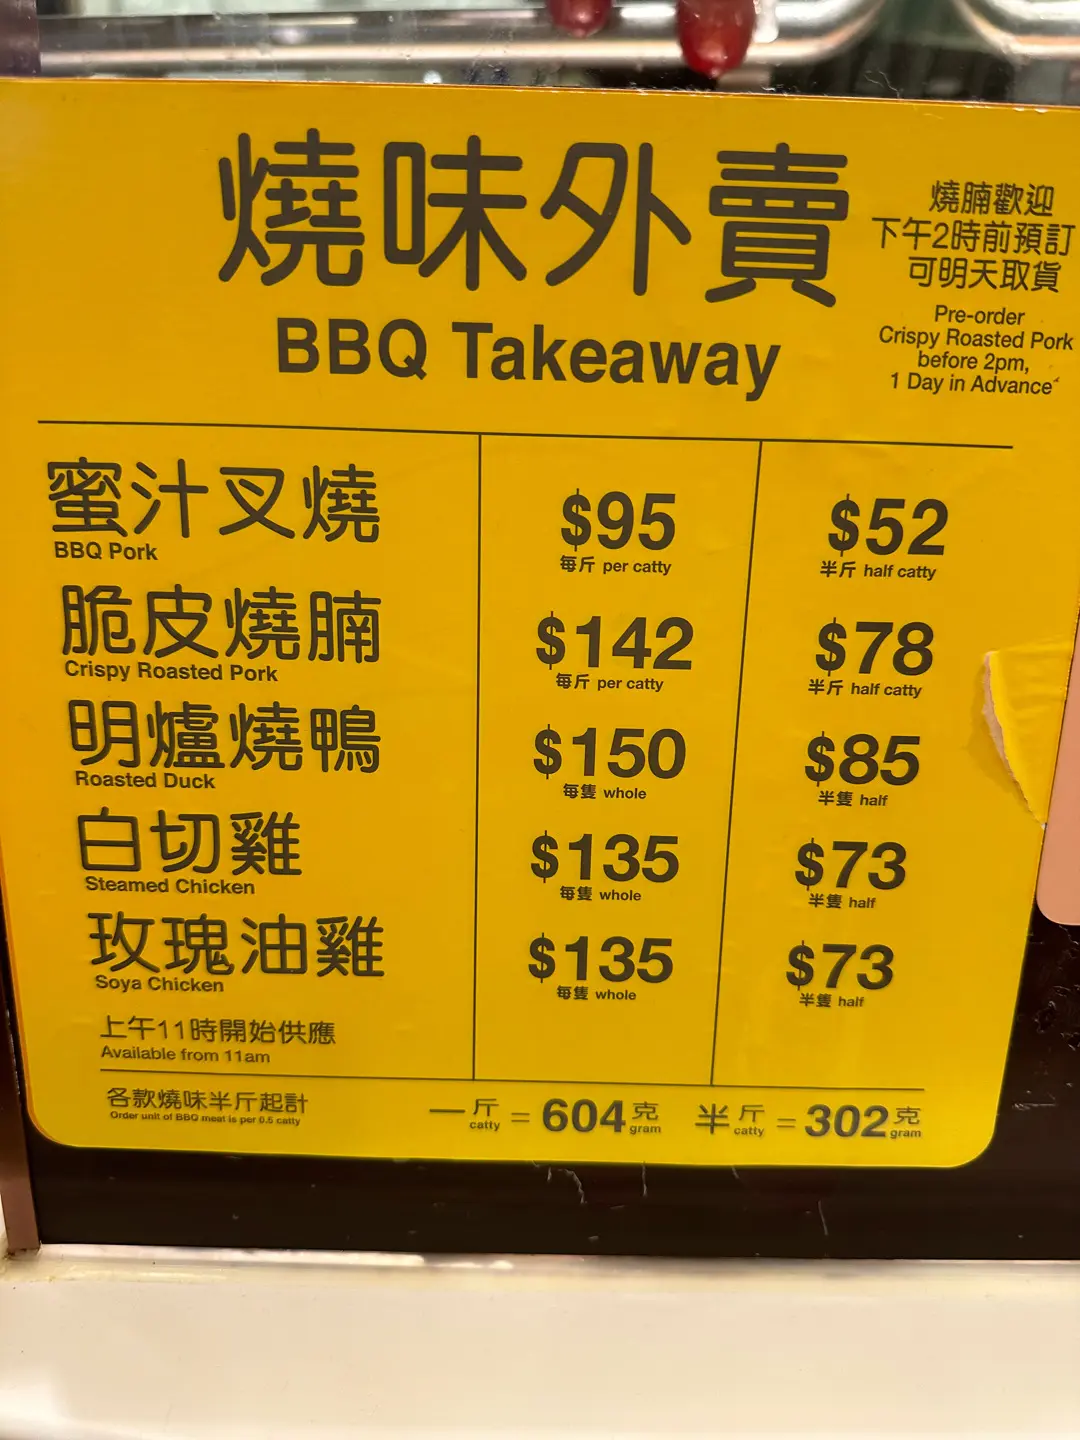 燒味外賣
BBQ Takeaway
燒腩歡迎
下午2時前預訂
可明天取貨
Pre-order
Crispy Roasted Pork
before 2pm,
1 Day in Advance
蜜汁叉燒
BBQ Pork
$95
每斤 per catty
$52
半斤 half catty
脆皮燒腩
Crispy Roasted Pork
$142
每斤 per catty
$78
半斤 half catty
明爐燒鴨
Roasted Duck
$150
每隻 whole
$85
半隻 half
白切雞
Steamed Chicken
$135
每隻 whole
$73
半隻 half
玫瑰油雞
Soya Chicken
$135
每隻 whole
$73
半隻 half
上午11時開始供應
Available from 11am
各款燒味半斤起計
Order unit of BBQ meat is per 0.5 catty
一斤 catty = 604 克 gram
半斤 catty = 302 克 gram